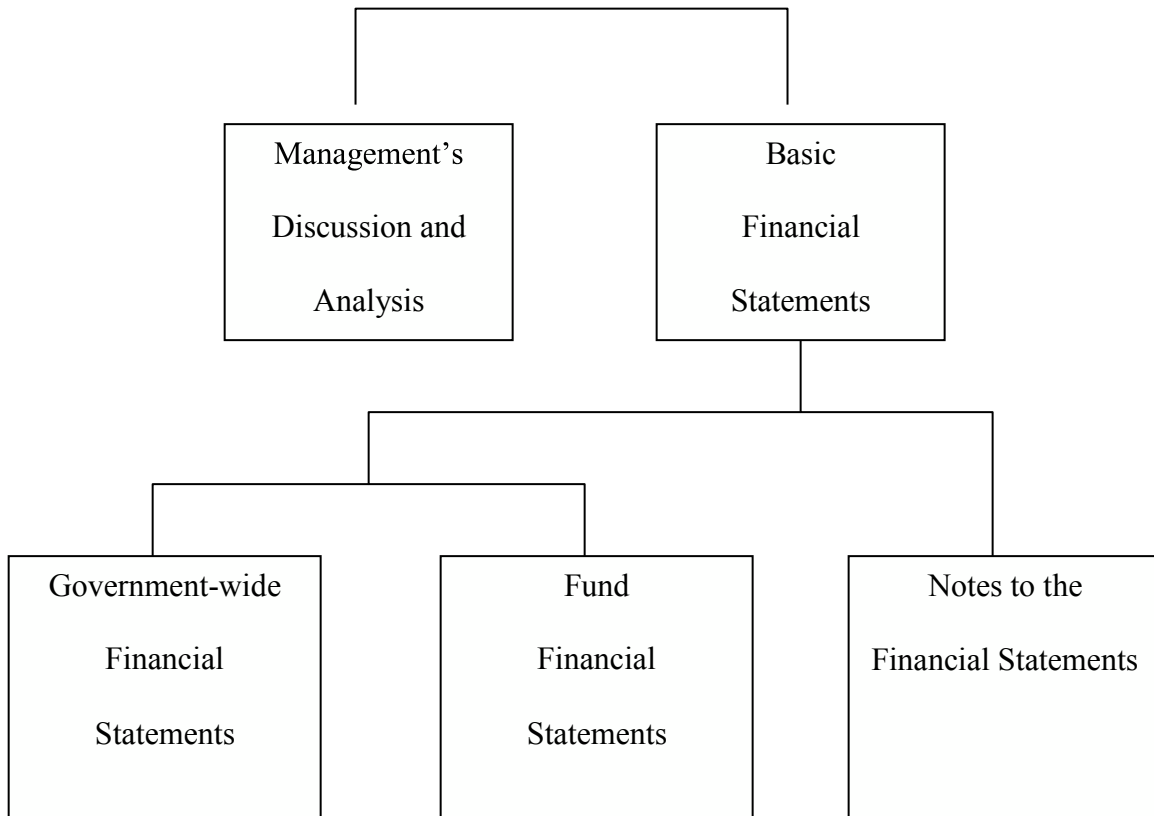 Management’s
Discussion and
Analysis
Basic
Financial
Statements
Government-wide
Financial
Statements
Fund
Financial
Statements
Notes to the
Financial Statements